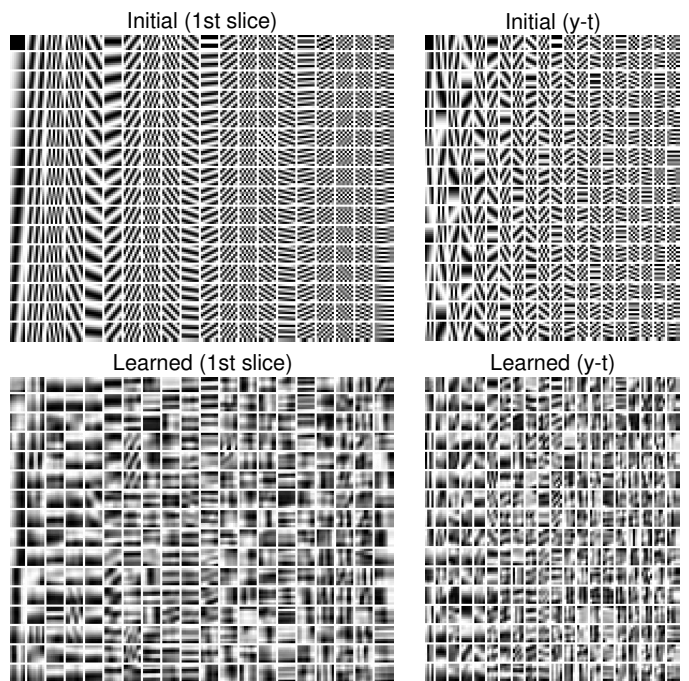 Initial (1st slice)
Initial (y-t)
Learned (1st slice)
Learned (y-t)